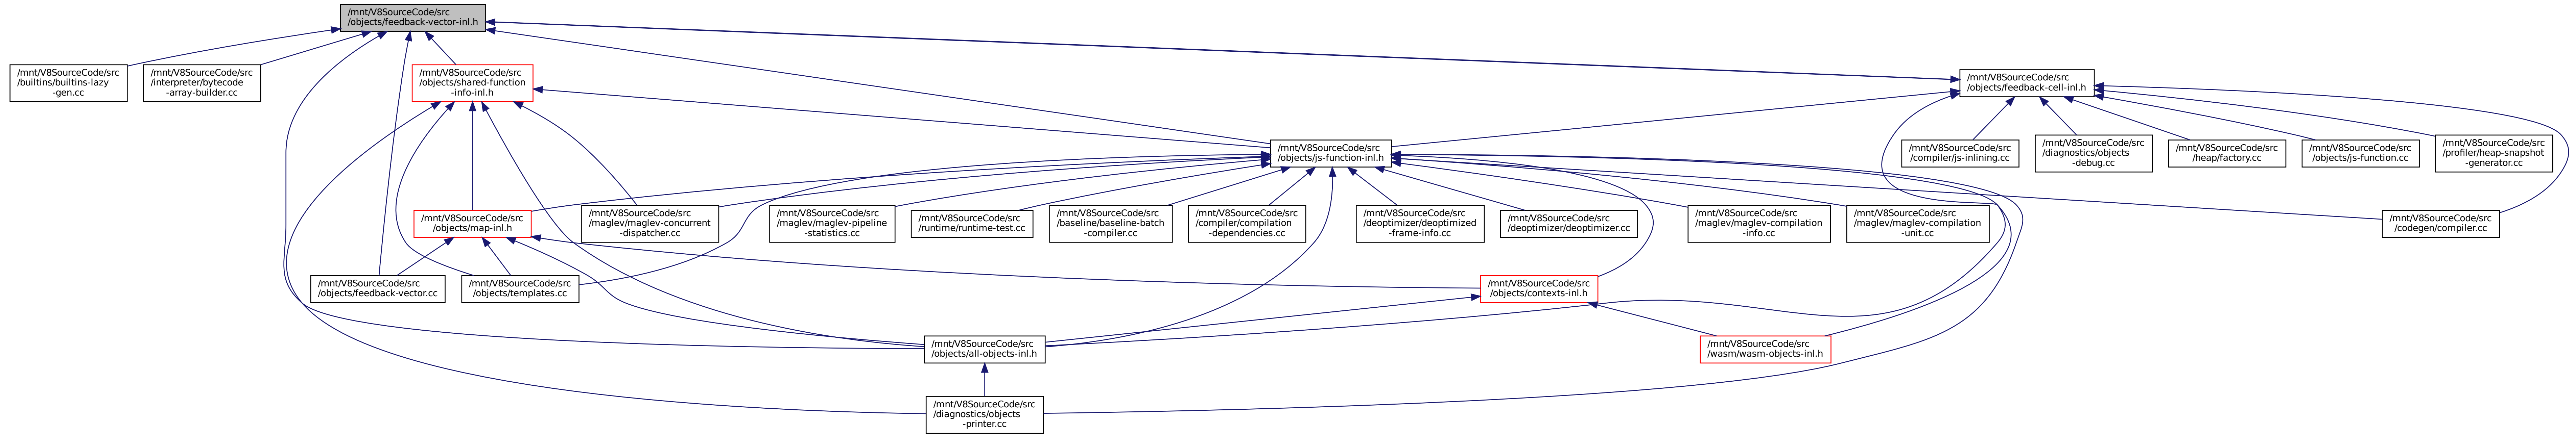 /mnt/V8SourceCode/src
/objects/feedback-vector-inl.h
/mnt/V8SourceCode/src
/builtins/builtins-lazy
-gen.cc
/mnt/V8SourceCode/src
/interpreter/bytecode
-array-builder.cc
/mnt/V8SourceCode/src
/objects/shared-function
-info-inl.h
/mnt/V8SourceCode/src
/objects/feedback-cell-inl.h
/mnt/V8SourceCode/src
/objects/js-function-inl.h
/mnt/V8SourceCode/src
/compiler/js-inlining.cc
/mnt/V8SourceCode/src
/diagnostics/objects
-debug.cc
/mnt/V8SourceCode/src
/heap/factory.cc
/mnt/V8SourceCode/src
/objects/js-function.cc
/mnt/V8SourceCode/src
/profiler/heap-snapshot
-generator.cc
/mnt/V8SourceCode/src
/objects/map-inl.h
/mnt/V8SourceCode/src
/maglev/maglev-concurrent
-dispatcher.cc
/mnt/V8SourceCode/src
/maglev/maglev-pipeline
-statistics.cc
/mnt/V8SourceCode/src
/runtime/runtime-test.cc
/mnt/V8SourceCode/src
/baseline/baseline-batch
-compiler.cc
/mnt/V8SourceCode/src
/compiler/compilation
-dependencies.cc
/mnt/V8SourceCode/src
/deoptimizer/deoptimized
-frame-info.cc
/mnt/V8SourceCode/src
/deoptimizer/deoptimizer.cc
/mnt/V8SourceCode/src
/maglev/maglev-compilation
-info.cc
/mnt/V8SourceCode/src
/maglev/maglev-compilation
-unit.cc
/mnt/V8SourceCode/src
/codegen/compiler.cc
/mnt/V8SourceCode/src
/objects/feedback-vector.cc
/mnt/V8SourceCode/src
/objects/templates.cc
/mnt/V8SourceCode/src
/objects/contexts-inl.h
/mnt/V8SourceCode/src
/objects/all-objects-inl.h
/mnt/V8SourceCode/src
/wasm/wasm-objects-inl.h
/mnt/V8SourceCode/src
/diagnostics/objects
-printer.cc